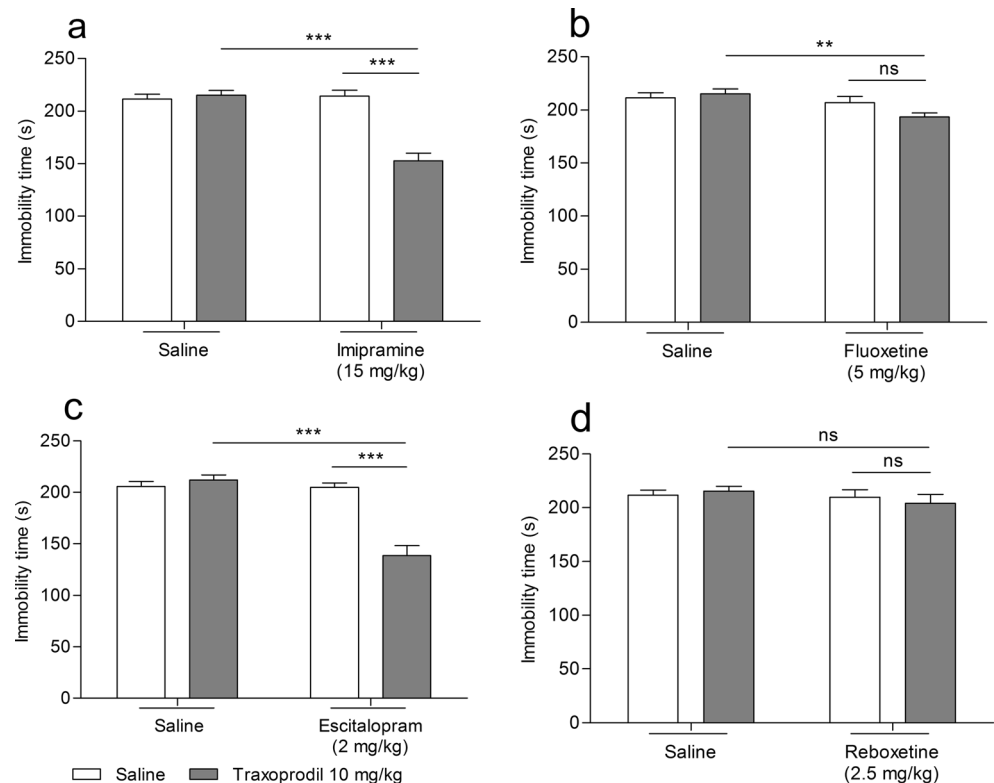 a
***
***
250
200
150
100
50
0
Immobility time (s)
Saline
Imipramine
(15 mg/kg)
b
**
ns
250
200
150
100
50
0
Immobility time (s)
Saline
Fluoxetine
(5 mg/kg)
c
***
***
250
200
150
100
50
0
Immobility time (s)
Saline
Escitalopram
(2 mg/kg)
d
ns
ns
250
200
150
100
50
0
Immobility time (s)
Saline
Reboxetine
(2.5 mg/kg)
Saline
Traxoprodil 10 mg/kg